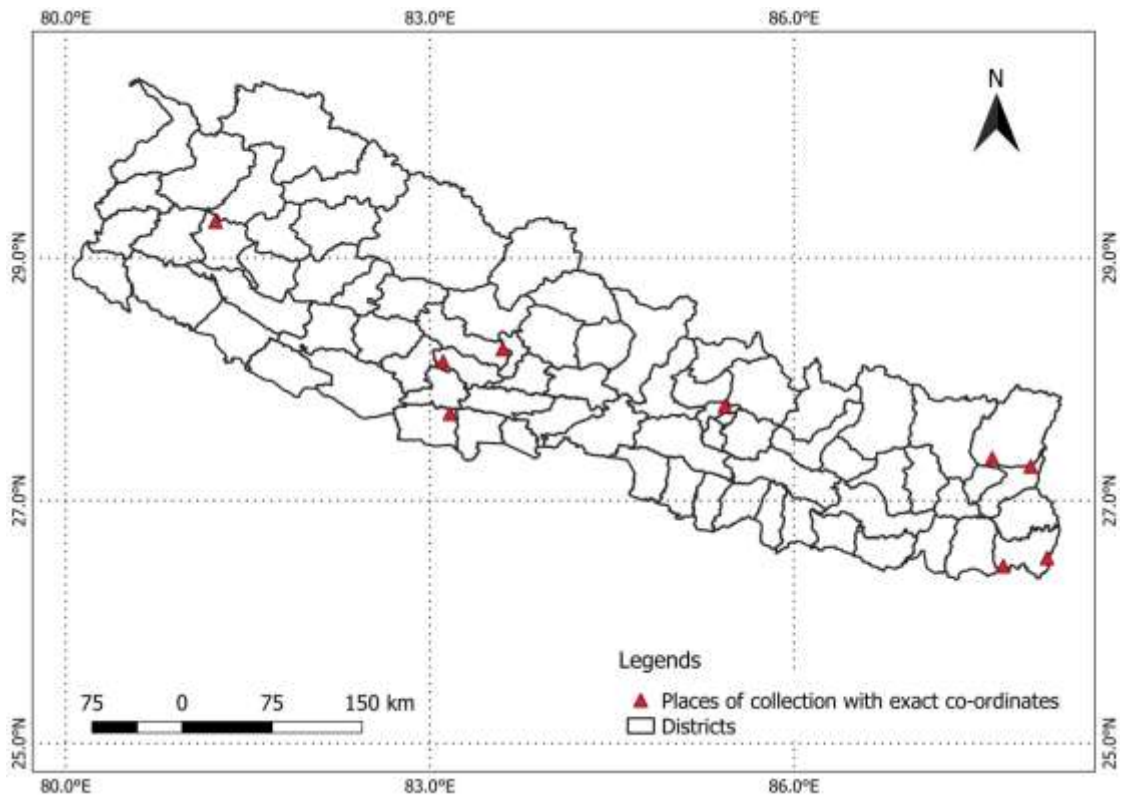 80.0°E 83.0°E 86.0°E
N
29.0°N 29.0°N
27.0°N 27.0°N
Legends
75 0 75 150 km
Places of collection with exact co-ordinates
Districts
25.0°N 25.0°N
80.0°E 83.0°E 86.0°E